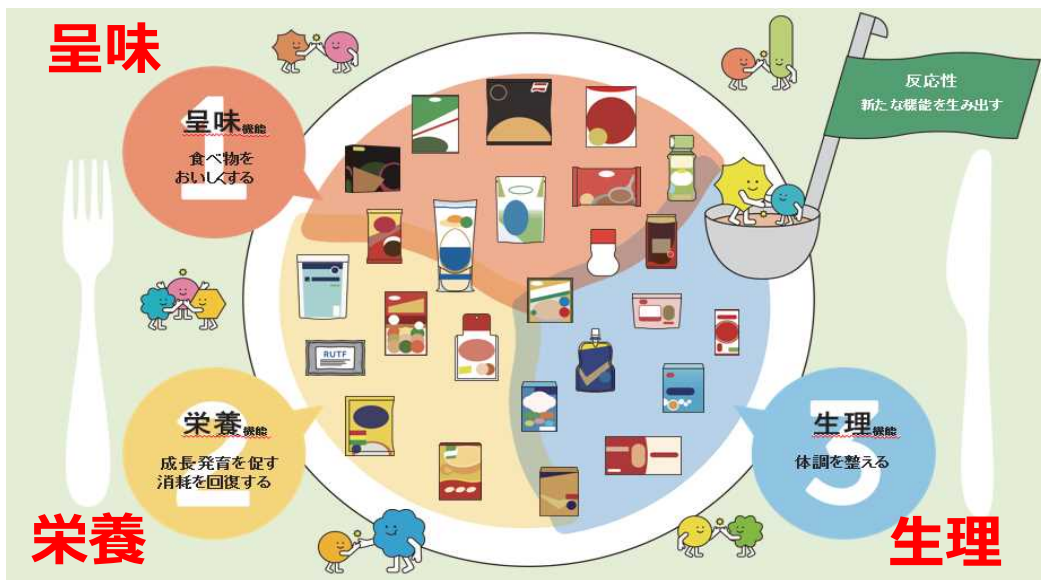 呈味
1
呈味機能
食べ物を
おいしくする
反応性
新たな機能を生み出す
RUTF
2
栄養機能
成長発育を促す
消耗を回復する
3
生理機能
体調を整える
栄養
生理